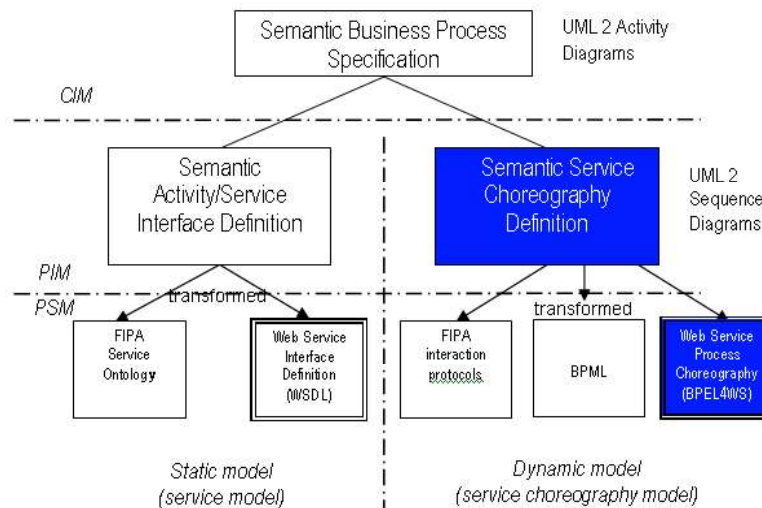 Semantic Business Process
Specification
UML 2 Activity
Diagrams
CIM
Semantic
Activity/Service
Interface Definition
Semantic Service
Choreography
Definition
UML 2
Sequence
Diagrams
PIM
PSM
transformed
transformed
FIPA
Service
Ontology
Web Service
Interface
Definition
(WSDL)
FIPA
interaction
protocols
BPML
Web Service
Process
Choreography
(BPEL4WS)
Static model
(service model)
Dynamic model
(service choreography model)